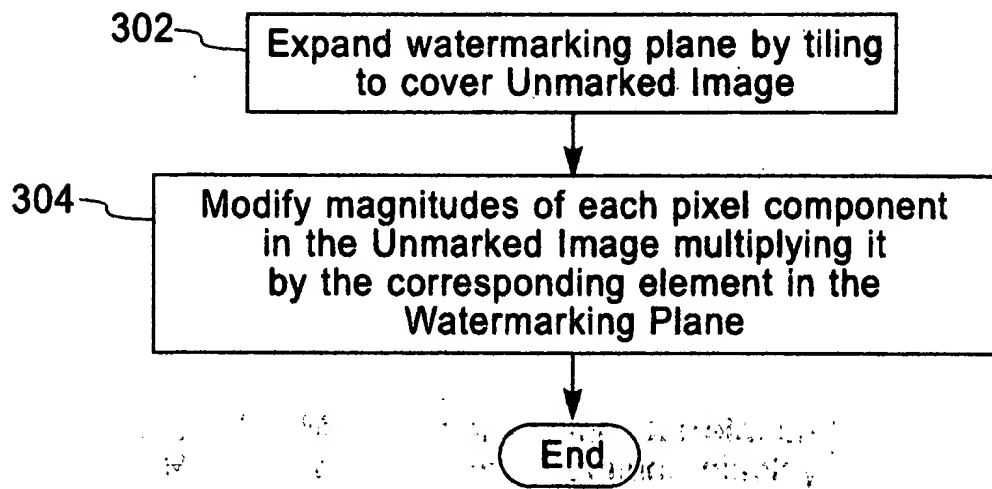 302
Expand watermarking plane by tiling
to cover Unmarked Image
304
Modify magnitudes of each pixel component
in the Unmarked Image multiplying it
by the corresponding element in the
Watermarking Plane
End